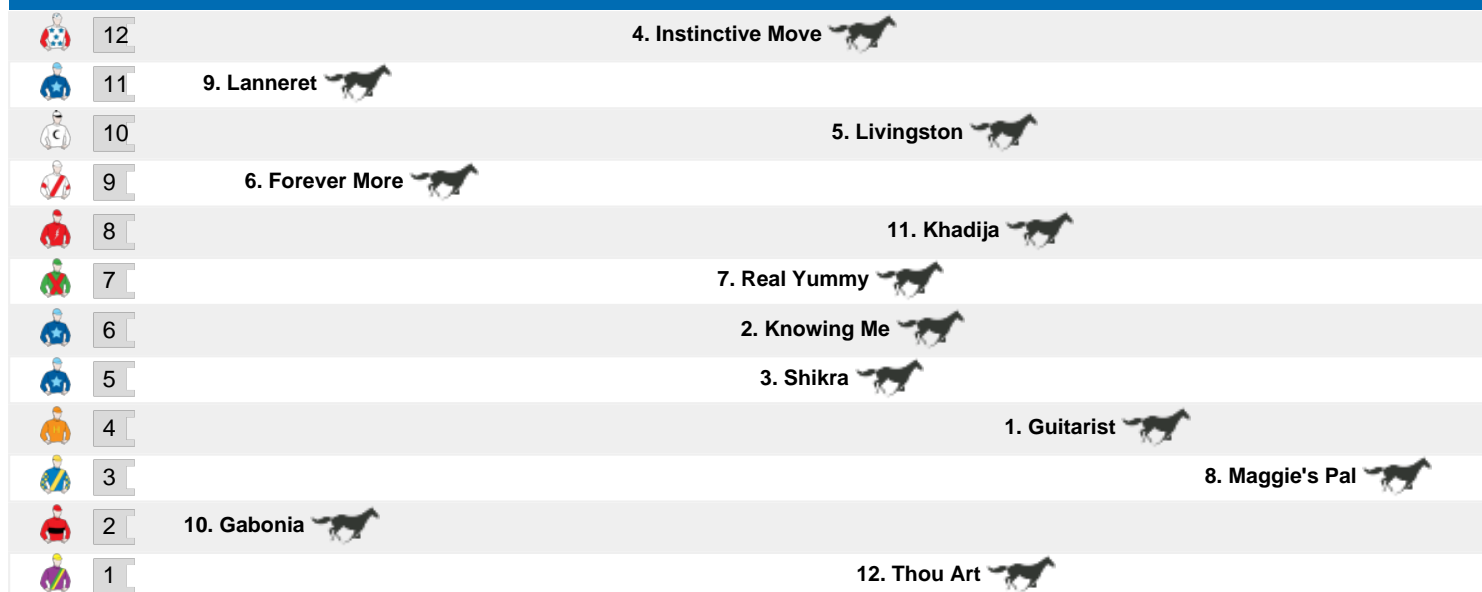 12 4. Instinctive Move
11 9. Lanneret
10 5. Livingston
9 6. Forever More
8 11. Khadija
7 7. Real Yummy
6 2. Knowing Me
5 3. Shikra
4 1. Guitarist
3 8. Maggie's Pal
2 10. Gabonia
1 12. Thou Art